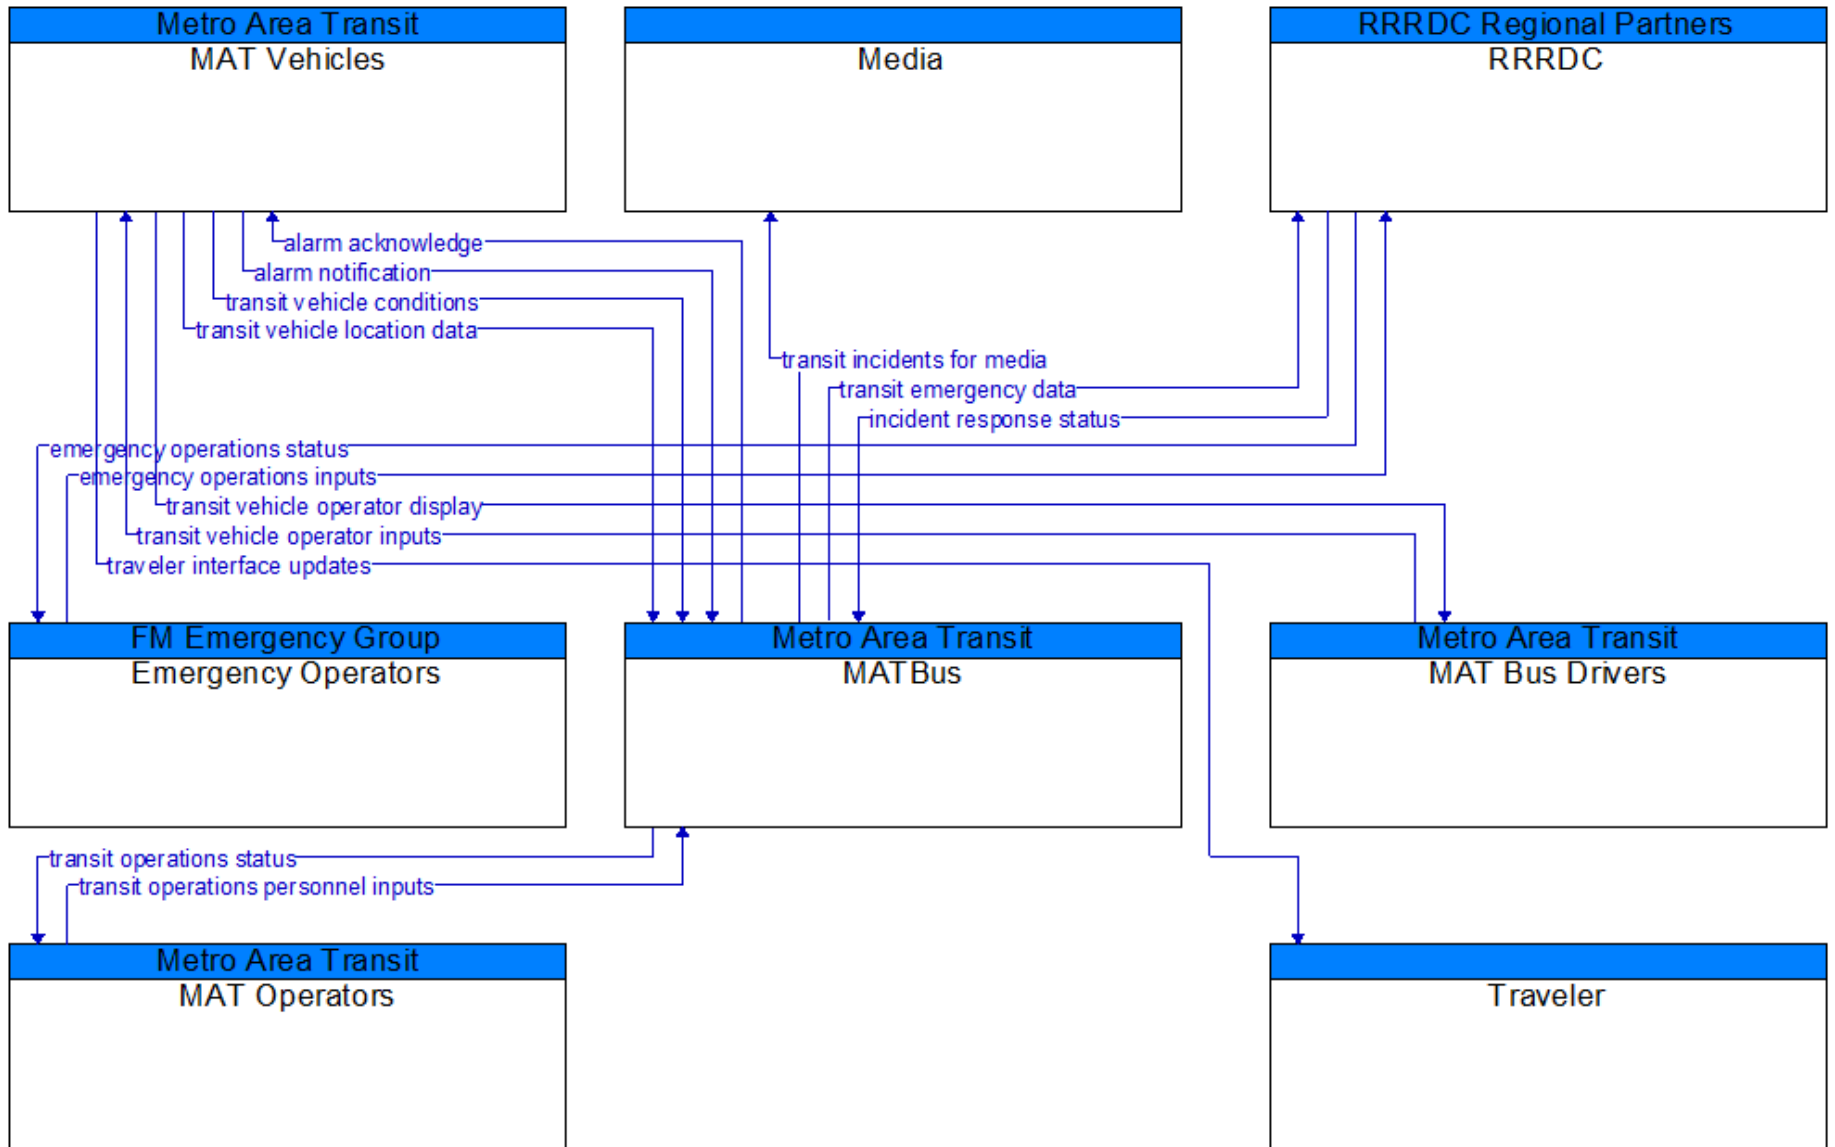 Metro Area Transit
MAT Vehicles
Media
RRRDC Regional Partners
RRRDC
alarm acknowledge
alarm notification
transit vehicle conditions
transit vehicle location data
transit incidents for media
transit emergency data
incident response status
emergency operations status
emergency operations inputs
transit vehicle operator display
transit vehicle operator inputs
traveler interface updates
FM Emergency Group
Emergency Operators
Metro Area Transit
MATBus
Metro Area Transit
MAT Bus Drivers
transit operations status
transit operations personnel inputs
Metro Area Transit
MAT Operators
Traveler